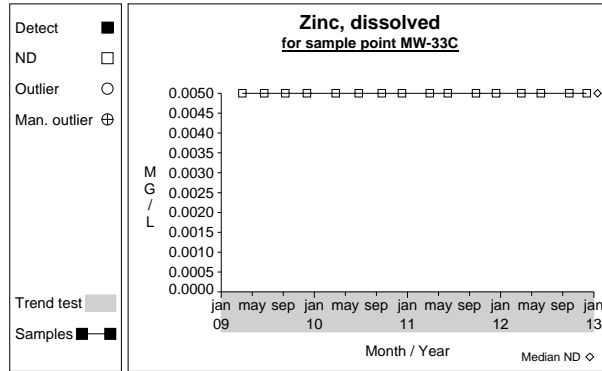 Detect
ND
Outlier
Man. outlier
Trend test
Samples
Zinc, dissolved
for sample point MW-33C
M
G
/
L
0.0050
0.0045
0.0040
0.0035
0.0030
0.0025
0.0020
0.0015
0.0010
0.0005
0.0000
jan may sep jan may sep jan may sep jan may sep jan
09 10 11 12 13
Month / Year
Median ND